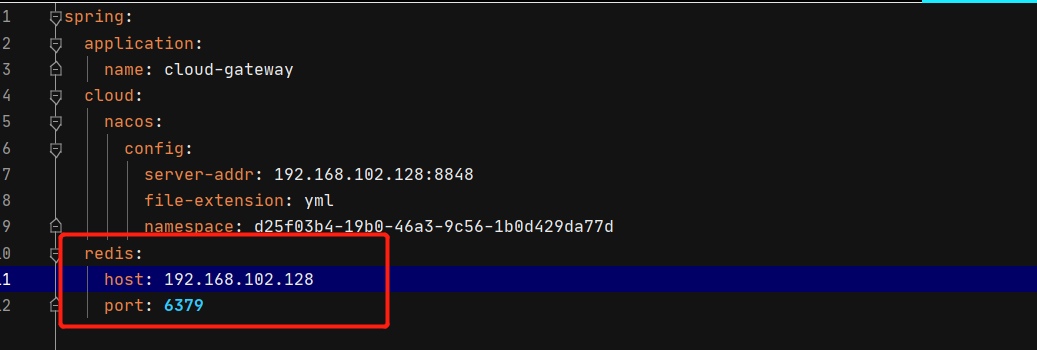 1 spring:
2 application:
3 name: cloud-gateway
4 cloud:
5 nacos:
6 config:
7 server-addr: 192.168.102.128:8848
8 file-extension: yml
9 namespace: d25f03b4-19b0-46a3-9c56-1b0d429da77d
10 redis:
11 host: 192.168.102.128
12 port: 6379